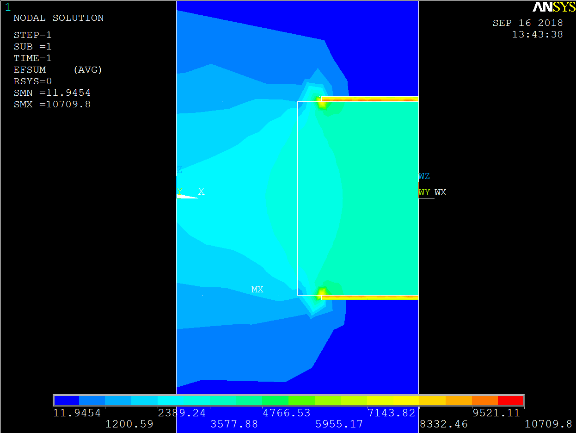 1
ANSYS
NODAL SOLUTION
SEP 16 2018
13:43:38
STEP=1
SUB =1
TIME=1
EFSUM (AVG)
RSYS=0
SMN =11.9454
SMX =10709.8
WZ
X
WY WX
MX
11.9454 2389.24 4766.53 7143.82 9521.11
1200.59 3577.88 5955.17 8332.46 10709.8